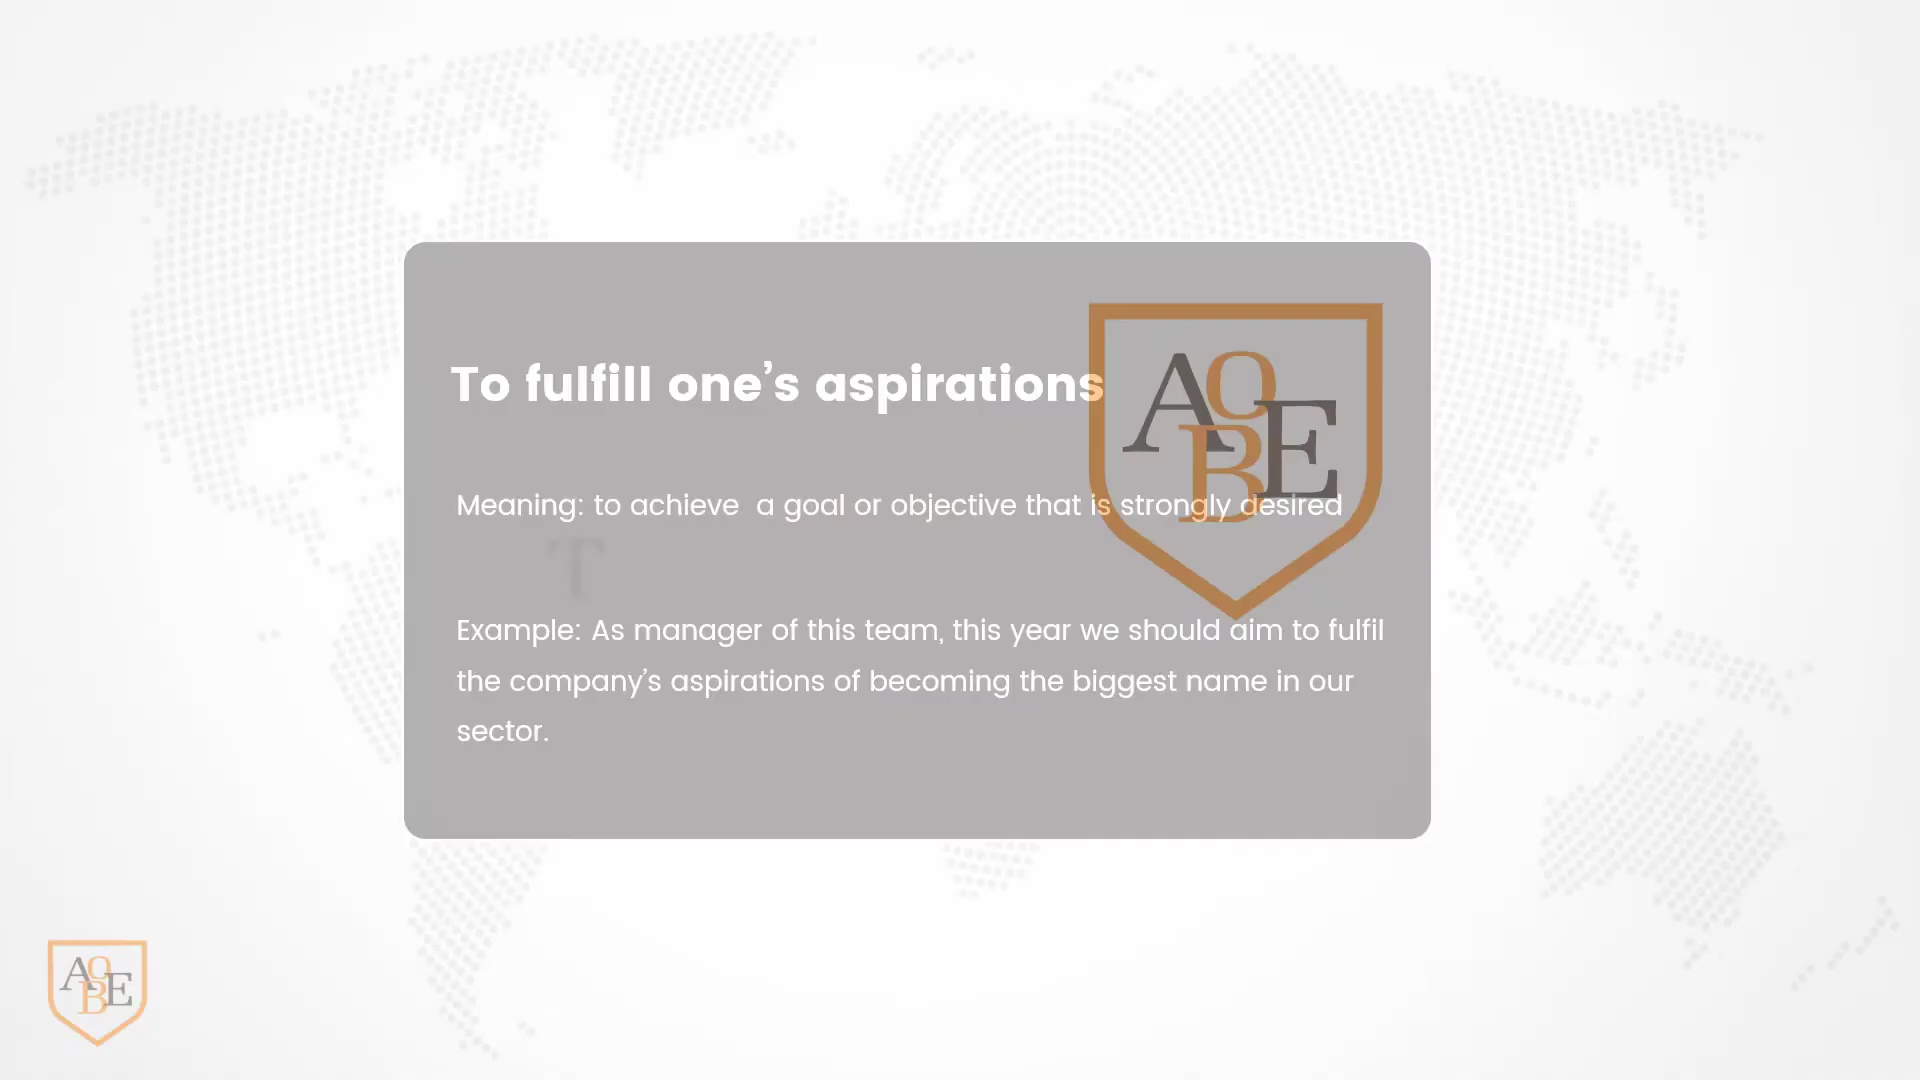 To fulfill one’s aspirations
Meaning: to achieve  a goal or objective that is strongly desired
T
Example: As manager of this team, this year we should aim to fulfil
the company’s aspirations of becoming the biggest name in our
sector.
AOBE
AOBE